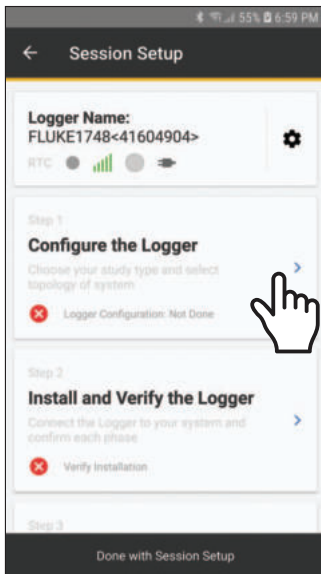 55% 6:59 PM
Session Setup
Logger Name:
FLUKE1748<41604904>
RTC
Step 1
Configure the Logger
Choose your study type and select
topology of system
Logger Configuration: Not Done
Step 2
Install and Verify the Logger
Connect the Logger to your system and
confirm each phase
Verify Installation
Step 3
Done with Session Setup